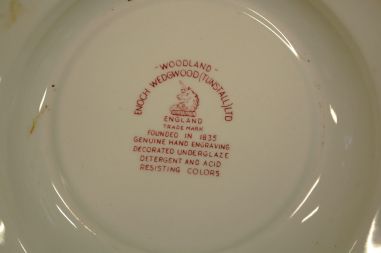 "WOODLAND"
ENOCH WEDGWOOD (TUNSTALL) LTD
ENGLAND
TRADE MARK
FOUNDED IN 1835
GENUINE HAND ENGRAVING
DECORATED UNDERGLAZE
DETERGENT AND ACID
RESISTING COLORS